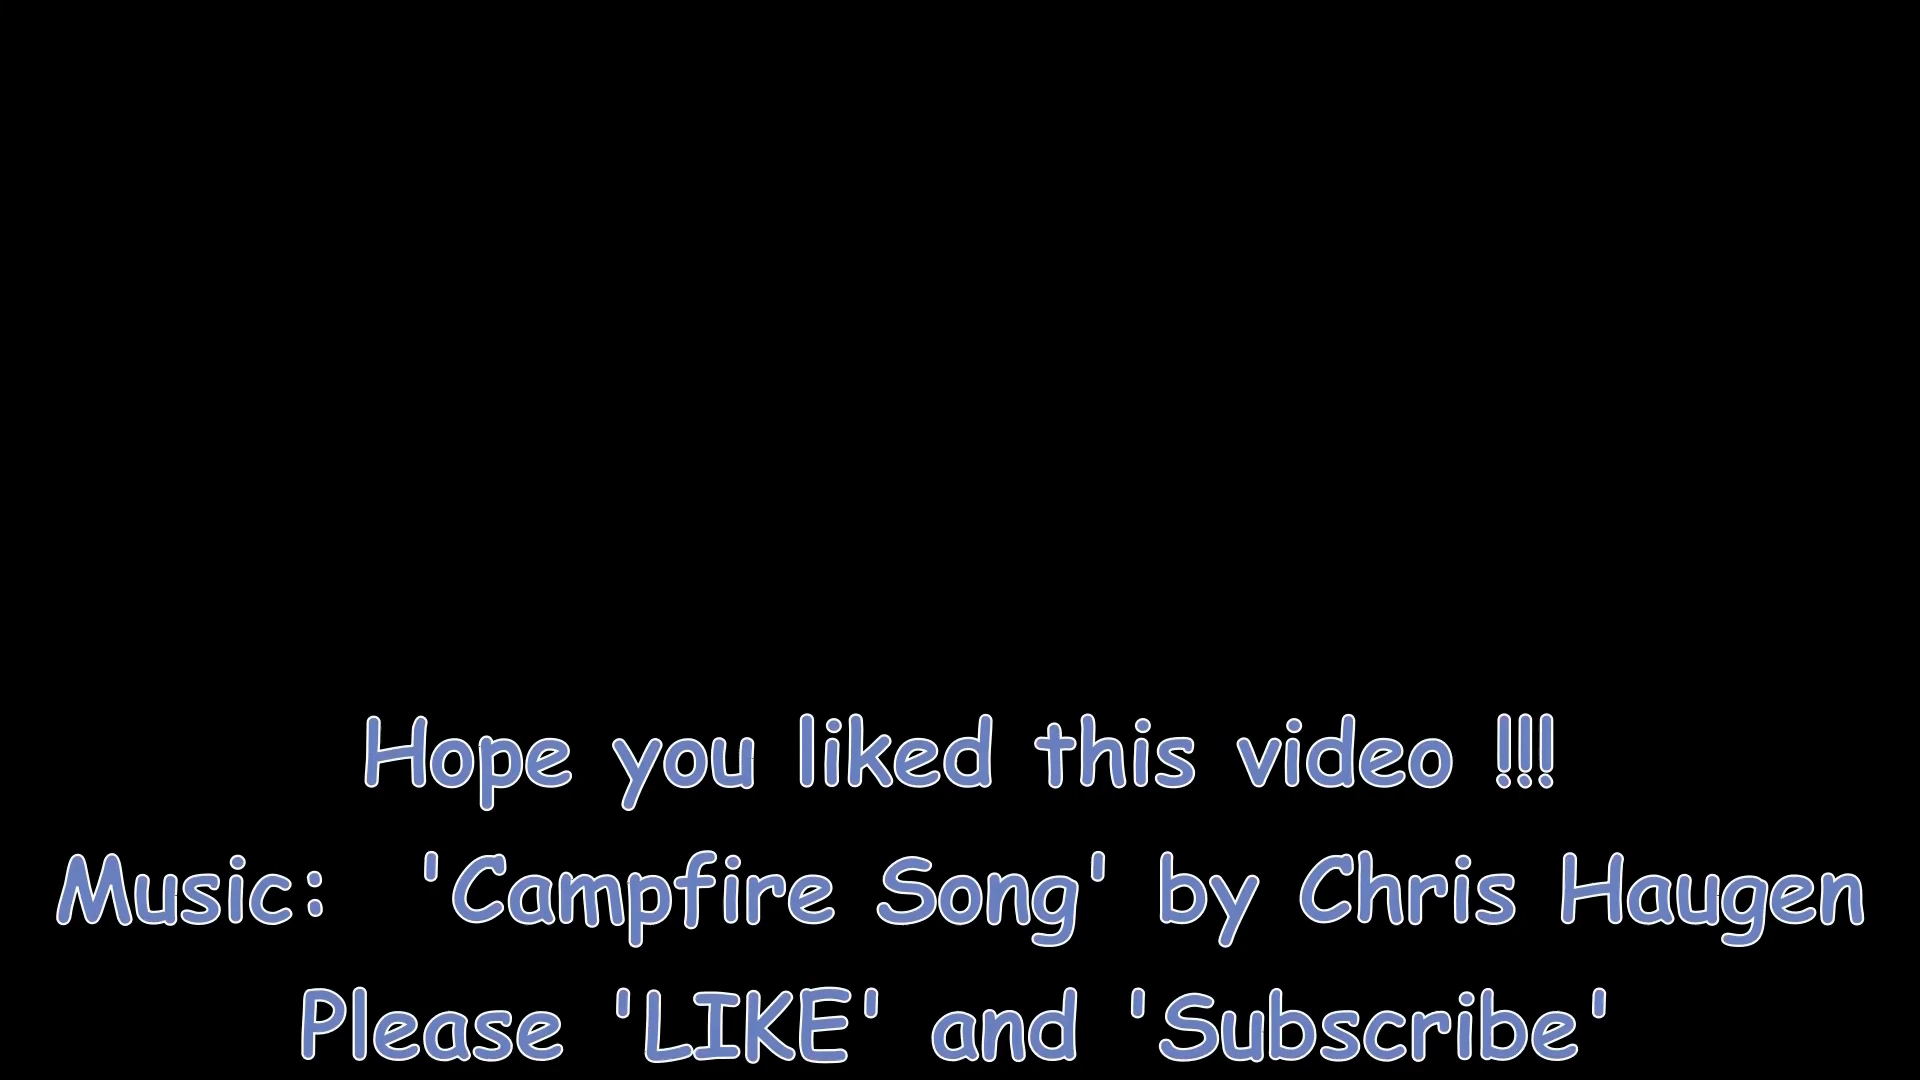 Hope you liked this video !!!
Music:  'Campfire Song' by Chris Haugen
Please 'LIKE' and 'Subscribe'